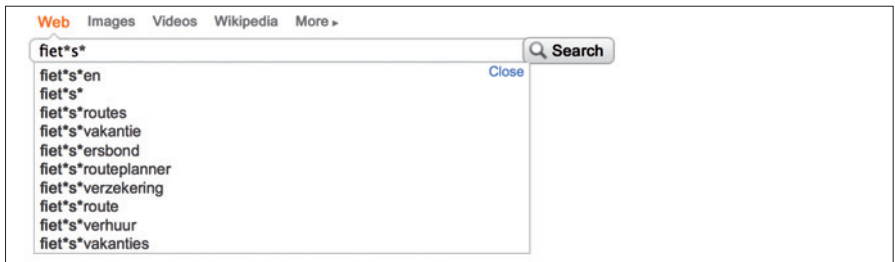 Web Images Videos Wikipedia More ▸
fiet*s* Search
fiet*s*en Close
fiet*s*
fiet*s*routes
fiet*s*vakantie
fiet*s*ersbond
fiet*s*routeplanner
fiet*s*verzekering
fiet*s*route
fiet*s*verhuur
fiet*s*vakanties